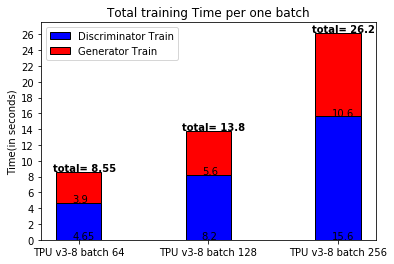 Total training Time per one batch
Discriminator Train
Generator Train
Time(in seconds)
26
24
22
20
18
16
14
12
10
8
6
4
2
0
total= 8.55
3.9
4.65
total= 13.8
5.6
8.2
total= 26.2
10.6
15.6
TPU v3-8 batch 64
TPU v3-8 batch 128
TPU v3-8 batch 256